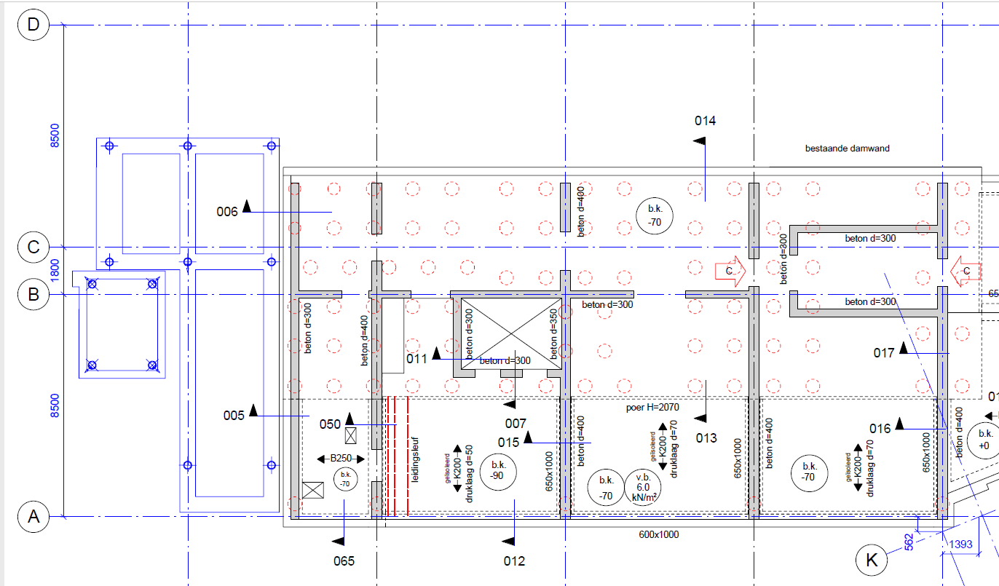 D
014
8500
bestaande damwand
006
b.k.
-70
beton d=400
beton d=300
beton d=300
C
C
C
1800
B
beton d=300
beton d=300
65
beton d=300
beton d=400
beton d=300
beton d=350
beton d=300
011
017
8500
005
050
007
poer H=2070
013
015
016
beton d=400
beton d=400
beton d=400
b.k.
+0
B250
b.k.
-70
leidingsleuf
geïsoleerd
K200
druklaag d=50
b.k.
-90
650x1000
b.k.
-70
v.b.
6.0
kN/m²
geïsoleerd
K200
druklaag d=70
650x1000
b.k.
-70
geïsoleerd
K200
druklaag d=70
650x1000
A
600x1000
562
1393
K
065
012